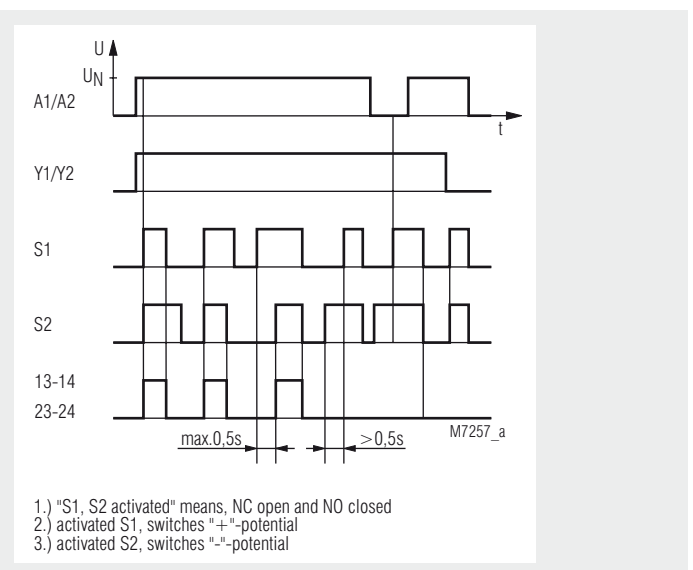 U
UN
A1/A2
t
Y1/Y2
S1
S2
13-14
23-24
max.0,5s
>0,5s
M7257_a
1.) "S1, S2 activated" means, NC open and NO closed
2.) activated S1, switches "+"-potential
3.) activated S2, switches "-"-potential